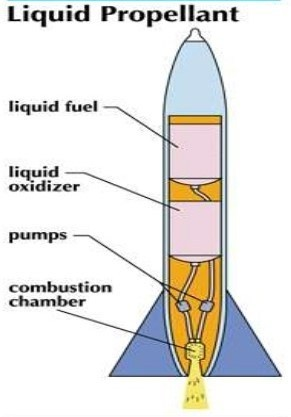 Liquid Propellant
liquid fuel
liquid
oxidizer
pumps
combustion
chamber